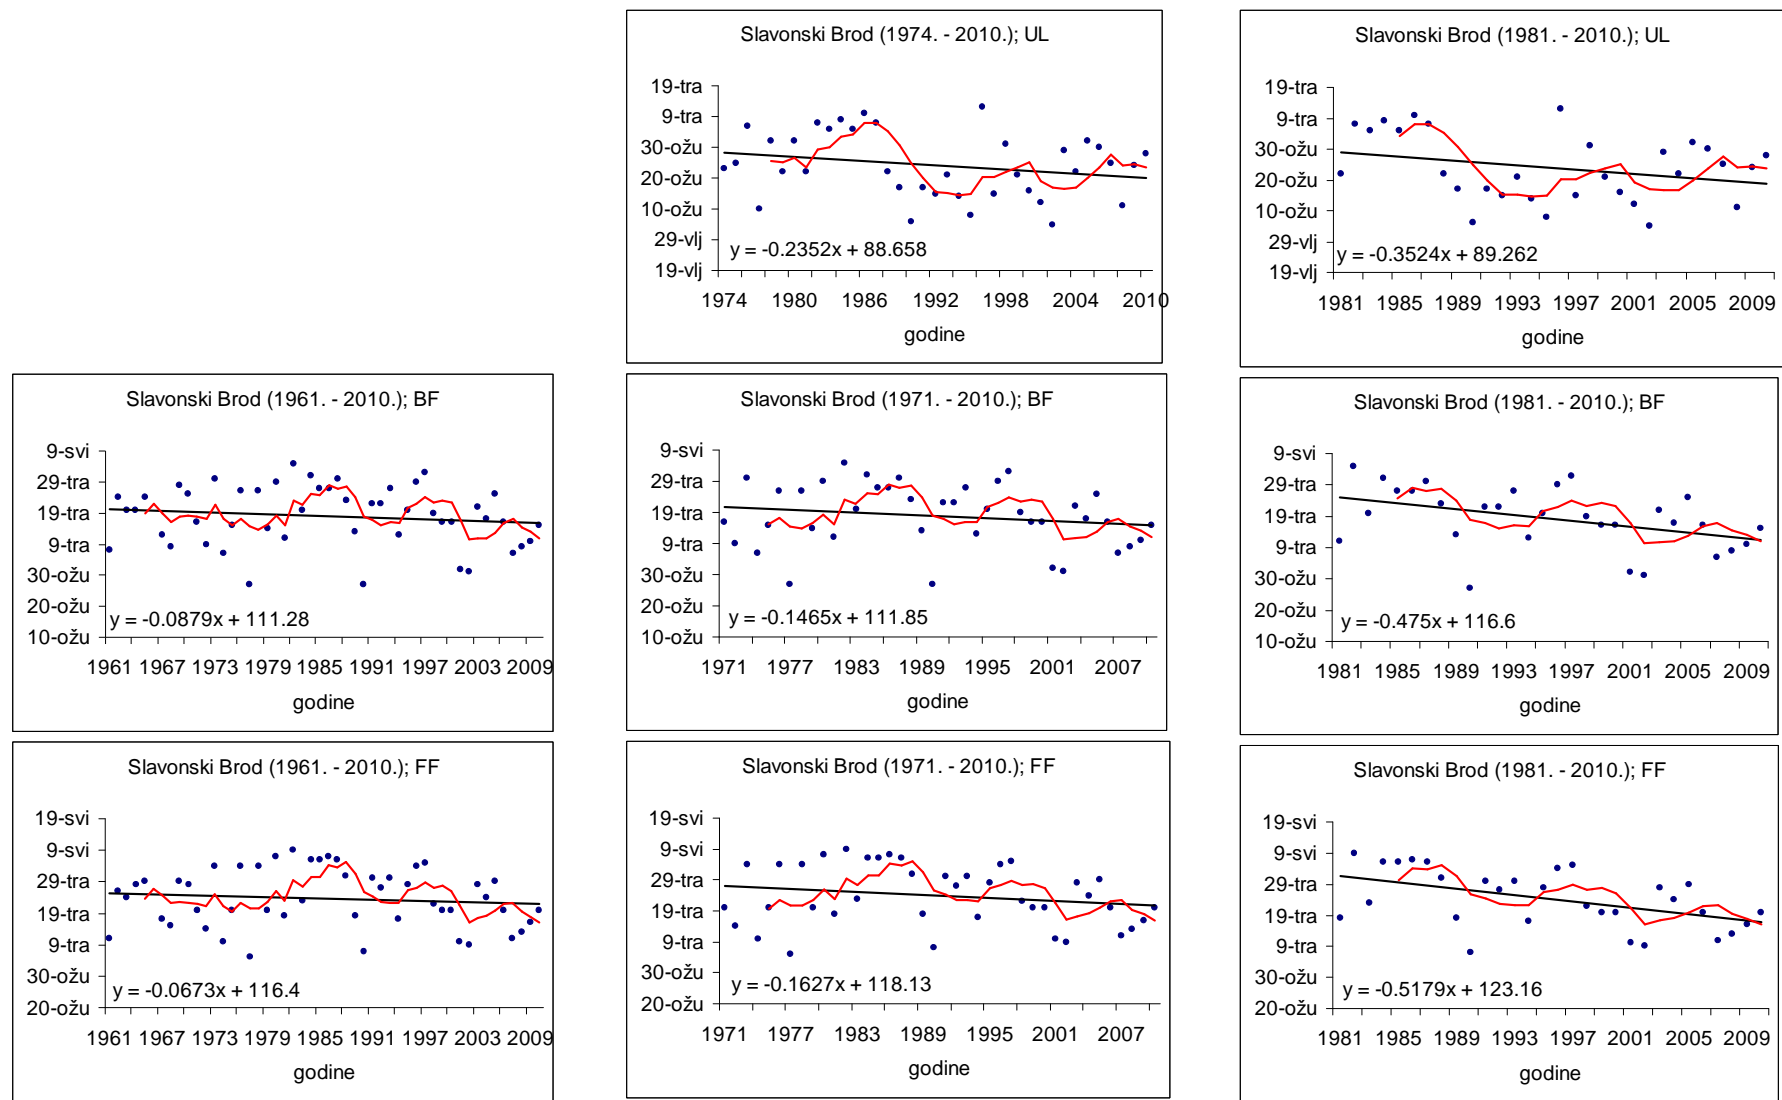 Slavonski Brod (1974. - 2010.); UL
19-tra
9-tra
30-ožu
20-ožu
10-ožu
29-vlj
19-vlj
y = -0.2352x + 88.658
1974 1980 1986 1992 1998 2004 2010
godine
Slavonski Brod (1981. - 2010.); UL
19-tra
9-tra
30-ožu
20-ožu
10-ožu
29-vlj
19-vlj
y = -0.3524x + 89.262
1981 1985 1989 1993 1997 2001 2005 2009
godine
Slavonski Brod (1961. - 2010.); BF
9-svi
29-tra
19-tra
9-tra
30-ožu
20-ožu
10-ožu
y = -0.0879x + 111.28
1961 1967 1973 1979 1985 1991 1997 2003 2009
godine
Slavonski Brod (1971. - 2010.); BF
9-svi
29-tra
19-tra
9-tra
30-ožu
20-ožu
10-ožu
y = -0.1465x + 111.85
1971 1977 1983 1989 1995 2001 2007
godine
Slavonski Brod (1981. - 2010.); BF
9-svi
29-tra
19-tra
9-tra
30-ožu
20-ožu
10-ožu
y = -0.475x + 116.6
1981 1985 1989 1993 1997 2001 2005 2009
godine
Slavonski Brod (1961. - 2010.); FF
19-svi
9-svi
29-tra
19-tra
9-tra
30-ožu
20-ožu
y = -0.0673x + 116.4
1961 1967 1973 1979 1985 1991 1997 2003 2009
godine
Slavonski Brod (1971. - 2010.); FF
19-svi
9-svi
29-tra
19-tra
9-tra
30-ožu
20-ožu
y = -0.1627x + 118.13
1971 1977 1983 1989 1995 2001 2007
godine
Slavonski Brod (1981. - 2010.); FF
19-svi
9-svi
29-tra
19-tra
9-tra
30-ožu
20-ožu
y = -0.5179x + 123.16
1981 1985 1989 1993 1997 2001 2005 2009
godine